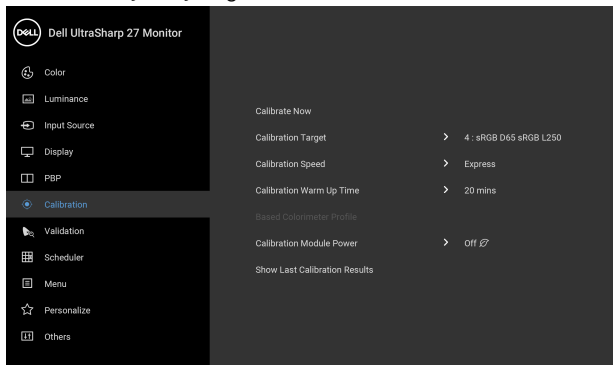 DELL Dell UltraSharp 27 Monitor
Color
Luminance
Input Source
Display
PBP
Calibration
Validation
Scheduler
Menu
Personalize
Others
Calibrate Now
Calibration Target > 4 : sRGB D65 sRGB L250
Calibration Speed > Express
Calibration Warm Up Time > 20 mins
Based Colorimeter Profile
Calibration Module Power > Off
Show Last Calibration Results